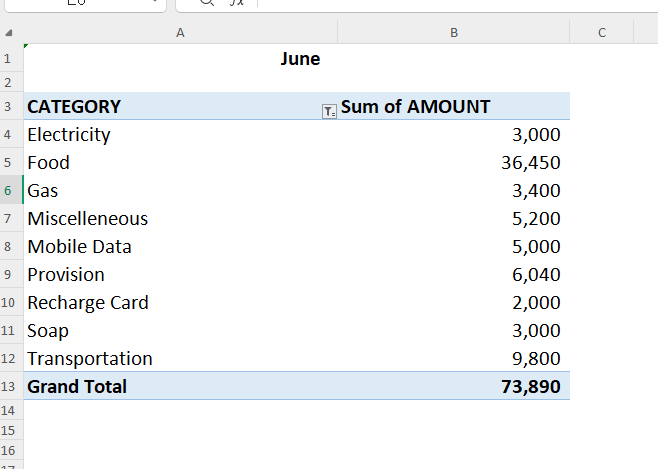 fx
A B C
1 June
2
3 CATEGORY Sum of AMOUNT
4 Electricity 3,000
5 Food 36,450
6 Gas 3,400
7 Miscelleneous 5,200
8 Mobile Data 5,000
9 Provision 6,040
10 Recharge Card 2,000
11 Soap 3,000
12 Transportation 9,800
13 Grand Total 73,890
14
15
16